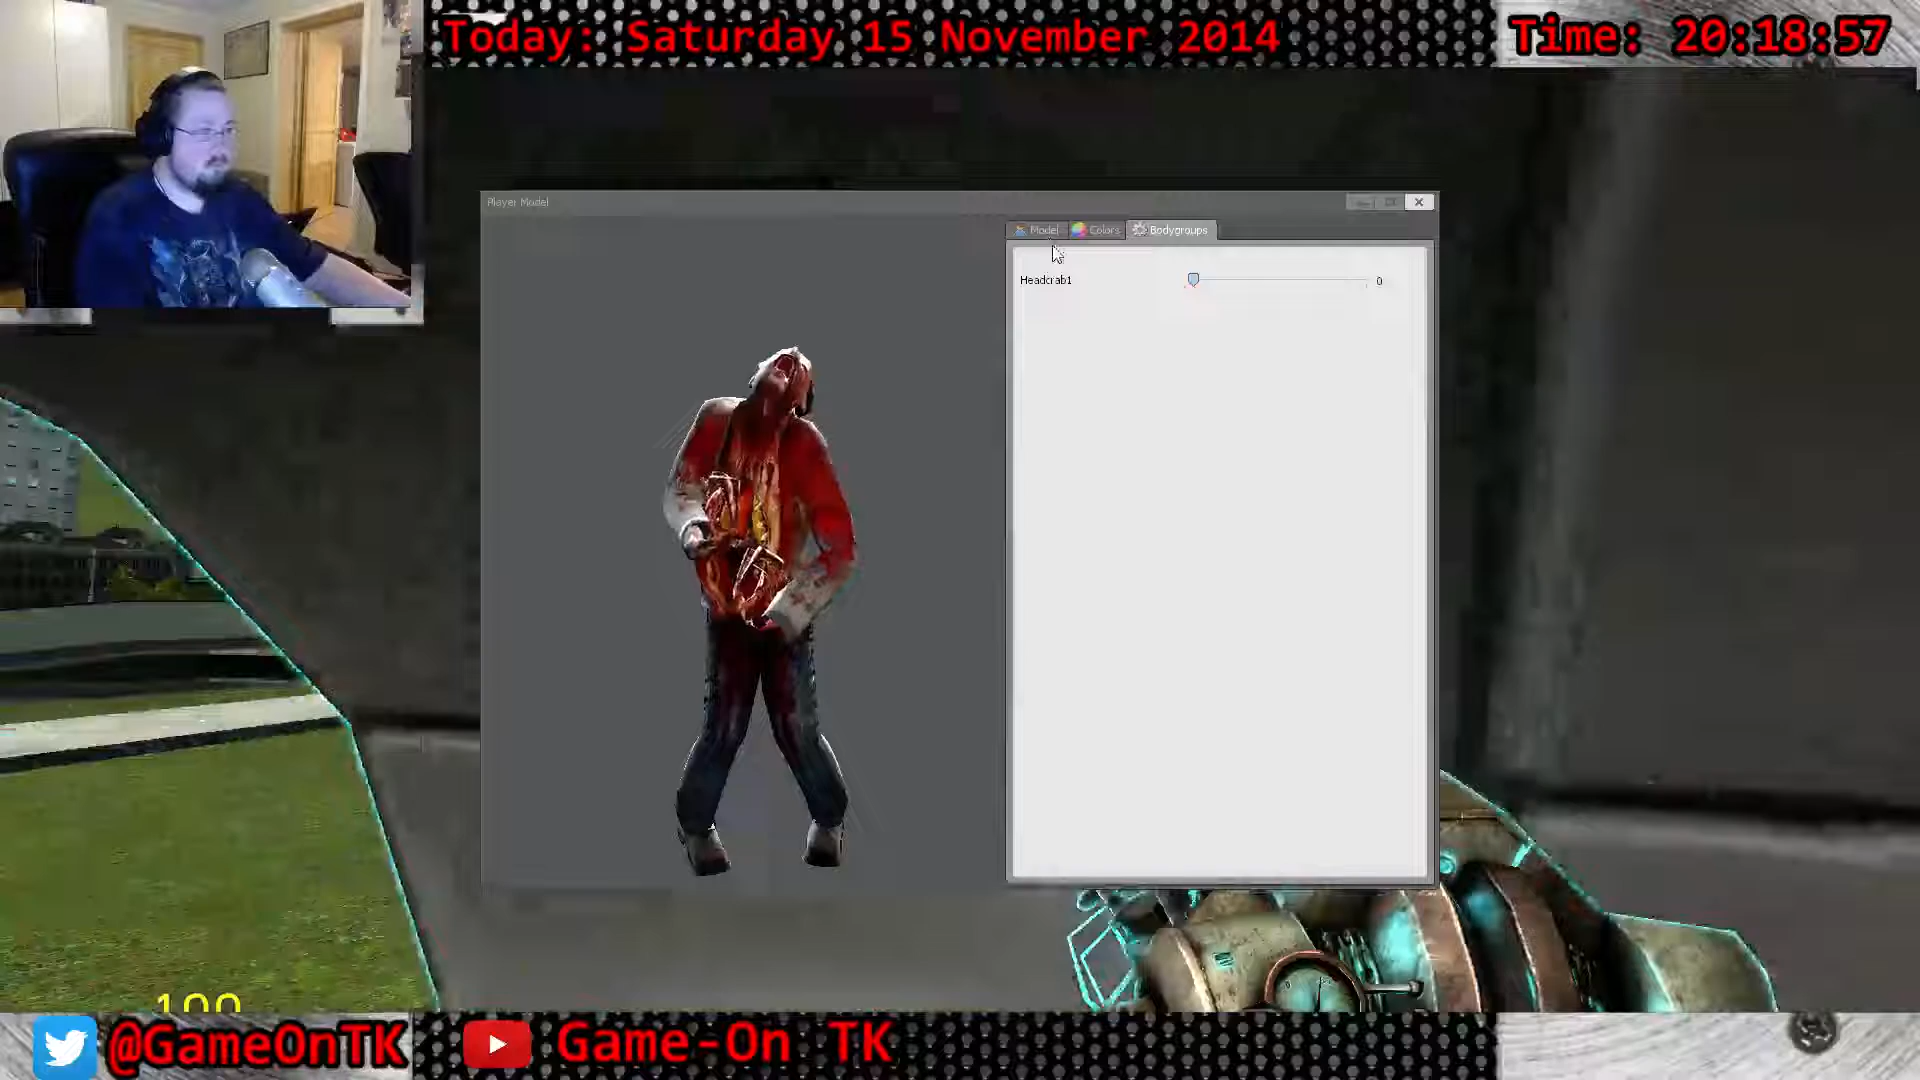 Today: Saturday 15 November 2014
Time: 20:18:57
Player Model
Model
Colors
Bodygroups
Headcrab1
0
100
@GameOnTK
Game-On TK